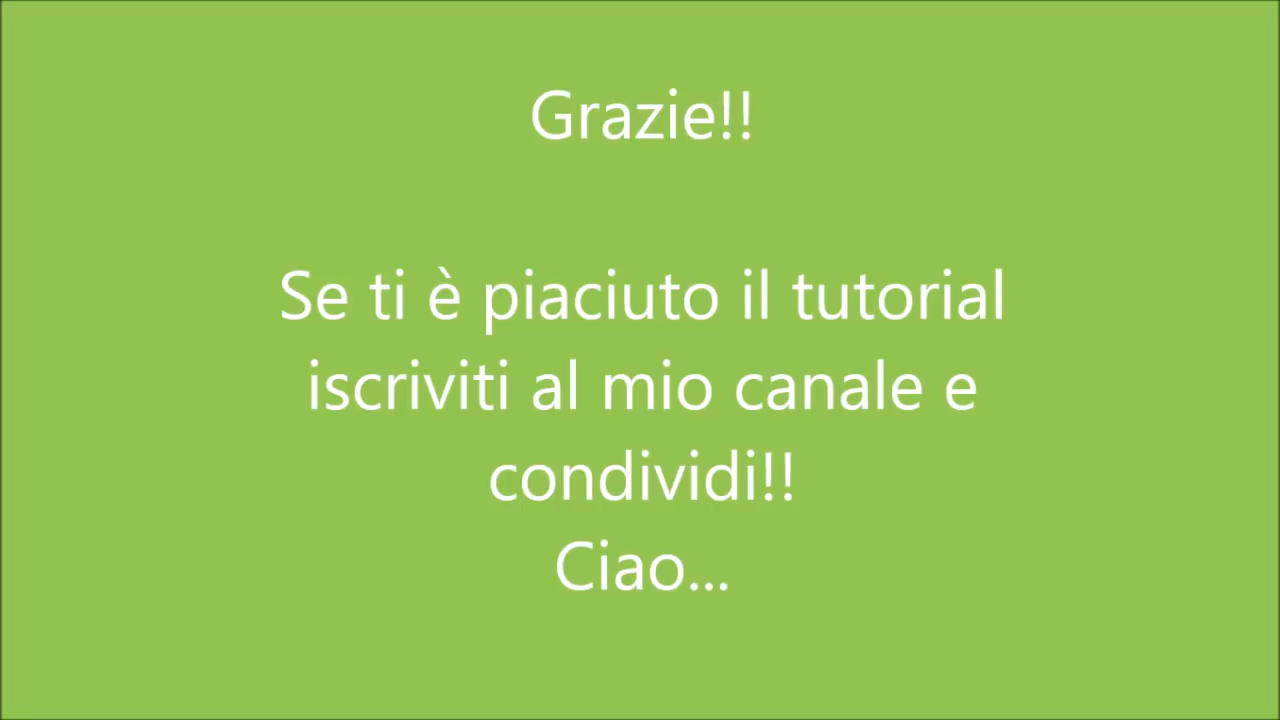 Grazie!!
Se ti è piaciuto il tutorial
iscriviti al mio canale e
condividi!!
Ciao...